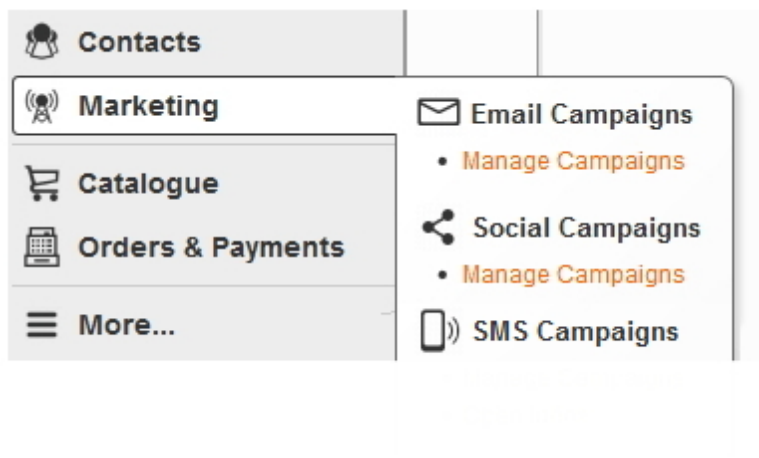 Contacts
Marketing
Email Campaigns
• Manage Campaigns
Catalogue
Social Campaigns
Orders & Payments
• Manage Campaigns
More...
SMS Campaigns